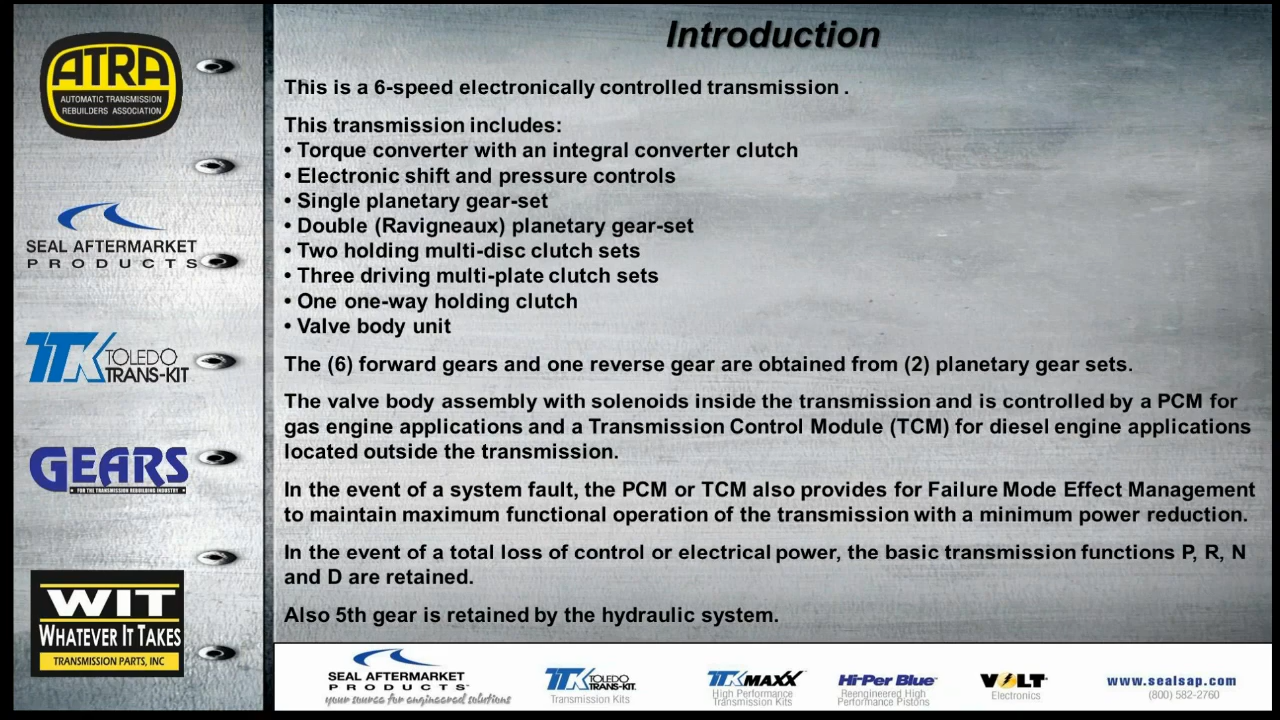 Introduction
ATRA
AUTOMATIC TRANSMISSION
REBUILDERS ASSOCIATION
SEAL AFTERMARKET
PRODUCTS
TTK TOLEDO
TRANS-KIT
GEARS
• FOR THE TRANSMISSION REBUILDING INDUSTRY •
WIT
WHATEVER IT TAKES
TRANSMISSION PARTS, INC
This is a 6-speed electronically controlled transmission .
This transmission includes:
• Torque converter with an integral converter clutch
• Electronic shift and pressure controls
• Single planetary gear-set
• Double (Ravigneaux) planetary gear-set
• Two holding multi-disc clutch sets
• Three driving multi-plate clutch sets
• One one-way holding clutch
• Valve body unit
The (6) forward gears and one reverse gear are obtained from (2) planetary gear sets.
The valve body assembly with solenoids inside the transmission and is controlled by a PCM for
gas engine applications and a Transmission Control Module (TCM) for diesel engine applications
located outside the transmission.
In the event of a system fault, the PCM or TCM also provides for Failure Mode Effect Management
to maintain maximum functional operation of the transmission with a minimum power reduction.
In the event of a total loss of control or electrical power, the basic transmission functions P, R, N
and D are retained.
Also 5th gear is retained by the hydraulic system.
SEAL AFTERMARKET
PRODUCTS
your source for engineered solutions
TTK TOLEDO
TRANS-KIT
Transmission Kits
TTK MAXX
High Performance
Transmission Kits
Hi-Per Blue
Reengineered High
Performance Pistons
VOLT
Electronics
www.sealsap.com
(800) 582-2760